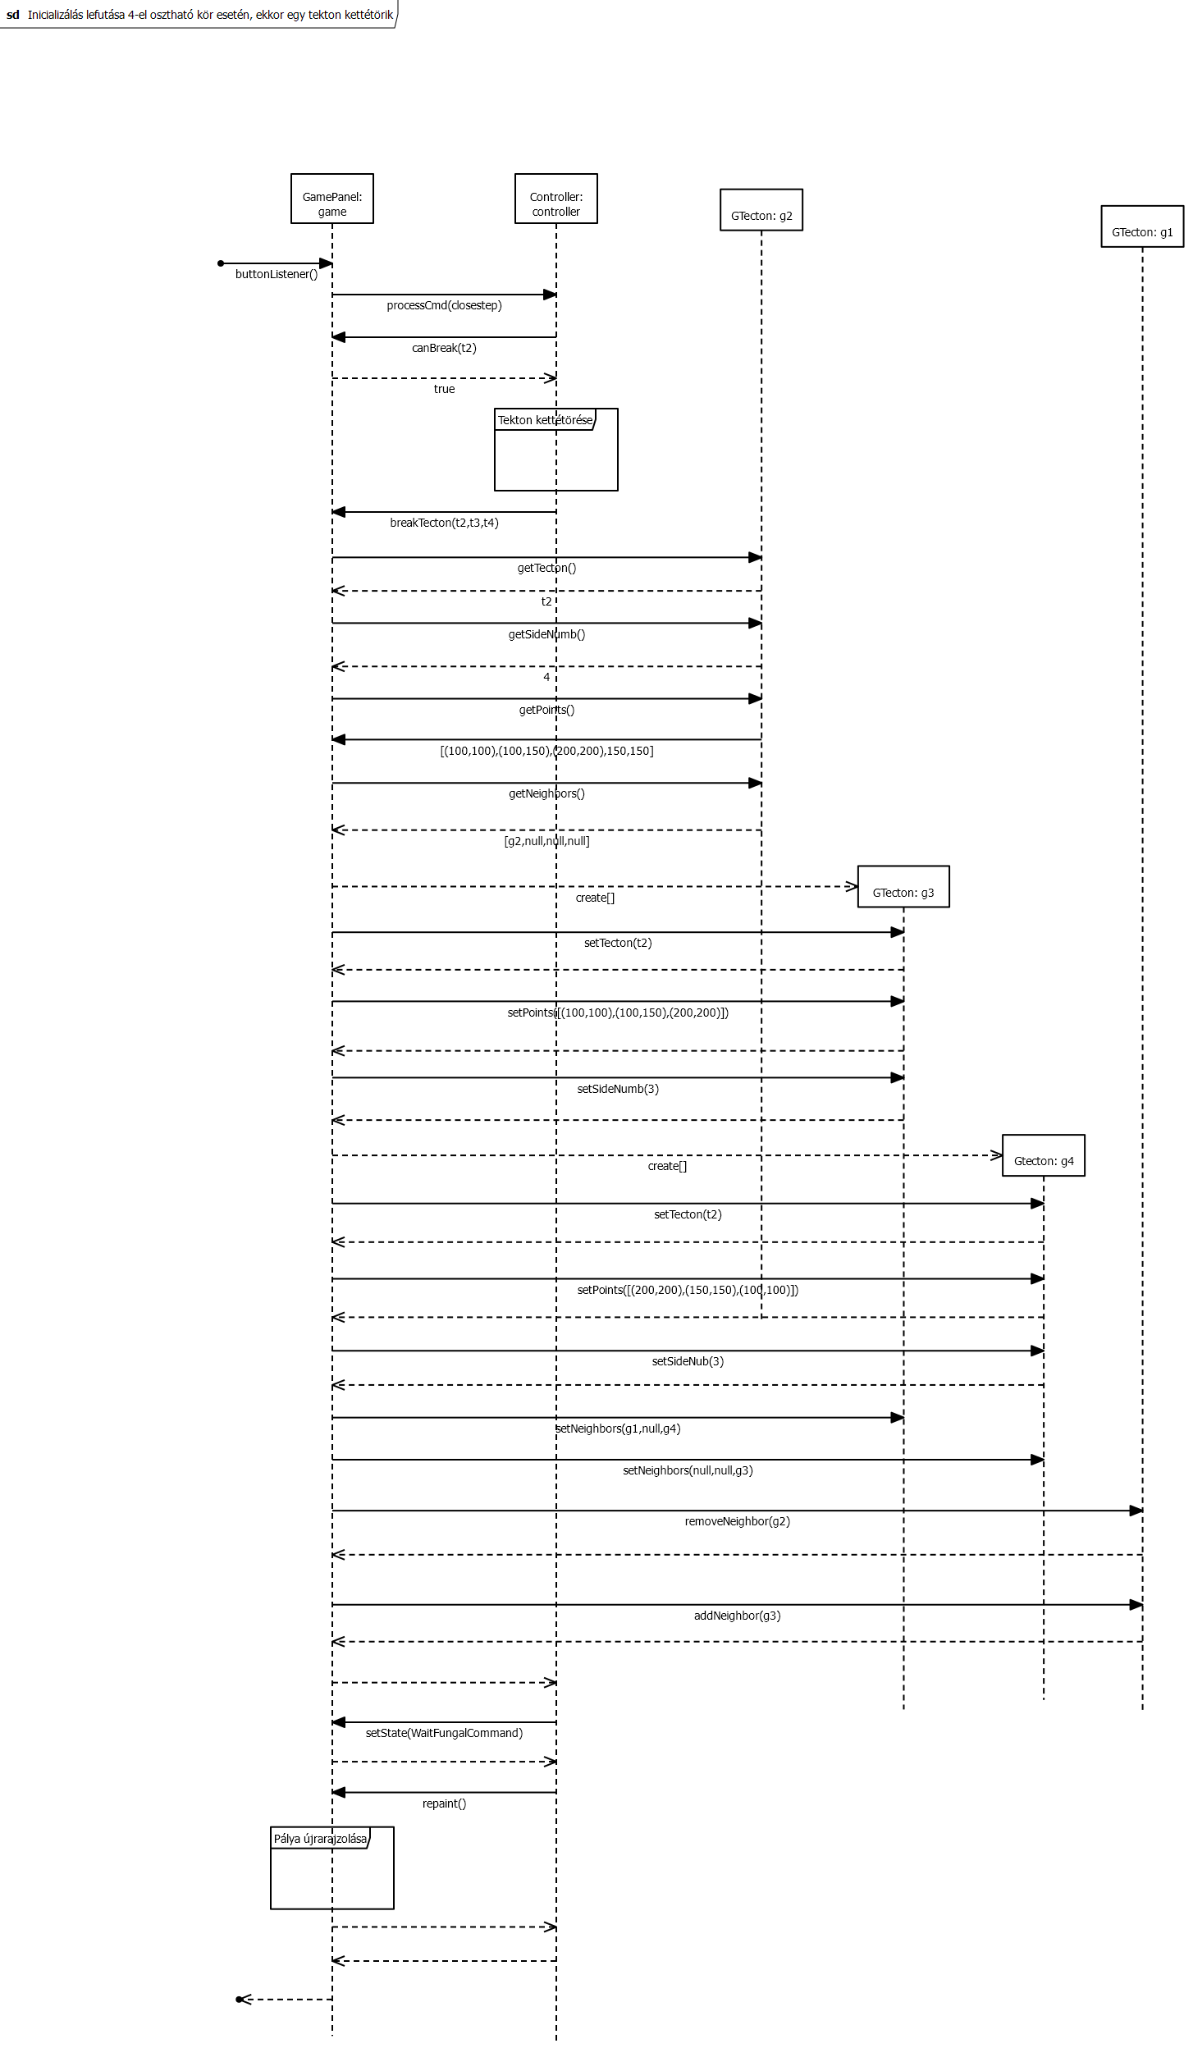 sd Inicializálás lefutása 4-el osztható kör esetén, ekkor egy tekton kettétörik
GamePanel:
game
Controller:
controller
GTecton: g2
GTecton: g1
buttonListener()
processCmd(closestep)
canBreak(t2)
true
Tekton kettétörése
breakTecton(t2,t3,t4)
getTecton()
t2
getSideNumb()
4
getPoints()
[(100,100),(100,150),(200,200),150,150]
getNeighbors()
[g2,null,null,null]
GTecton: g3
create[]
setTecton(t2)
setPoints([(100,100),(100,150),(200,200)])
setSideNumb(3)
Gtecton: g4
create[]
setTecton(t2)
setPoints([(200,200),(150,150),(100,100)])
setSideNub(3)
setNeighbors(g1,null,g4)
setNeighbors(null,null,g3)
removeNeighbor(g2)
addNeighbor(g3)
setState(WaitFungalCommand)
repaint()
Pálya újrarajzolása